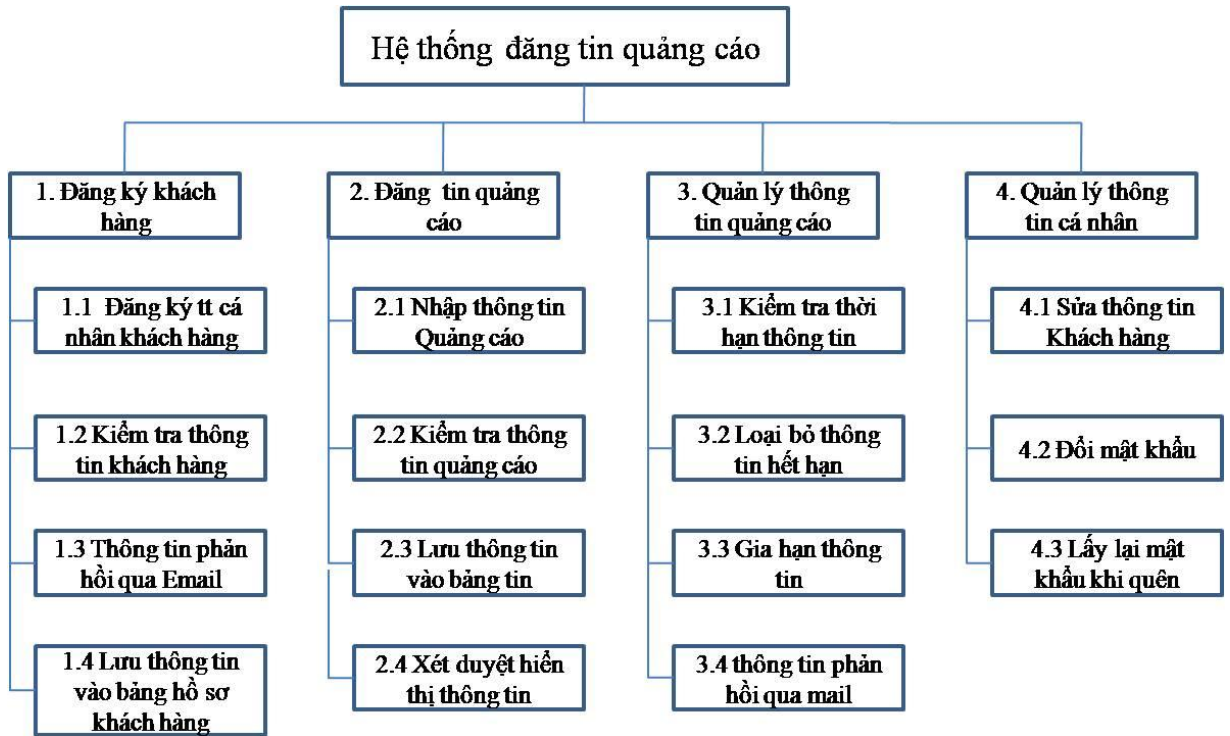 Hệ thống đăng tin quảng cáo
1. Đăng ký khách
hàng
1.1 Đăng ký tt cá
nhân khách hàng
1.2 Kiểm tra thông
tin khách hàng
1.3 Thông tin phản
hồi qua Email
1.4 Lưu thông tin
vào bảng hồ sơ
khách hàng
2. Đăng tin quảng
cáo
2.1 Nhập thông tin
Quảng cáo
2.2 Kiểm tra thông
tin quảng cáo
2.3 Lưu thông tin
vào bảng tin
2.4 Xét duyệt hiển
thị thông tin
3. Quản lý thông
tin quảng cáo
3.1 Kiểm tra thời
hạn thông tin
3.2 Loại bỏ thông
tin hết hạn
3.3 Gia hạn thông
tin
3.4 thông tin phản
hồi qua mail
4. Quản lý thông
tin cá nhân
4.1 Sửa thông tin
Khách hàng
4.2 Đổi mật khẩu
4.3 Lấy lại mật
khẩu khi quên